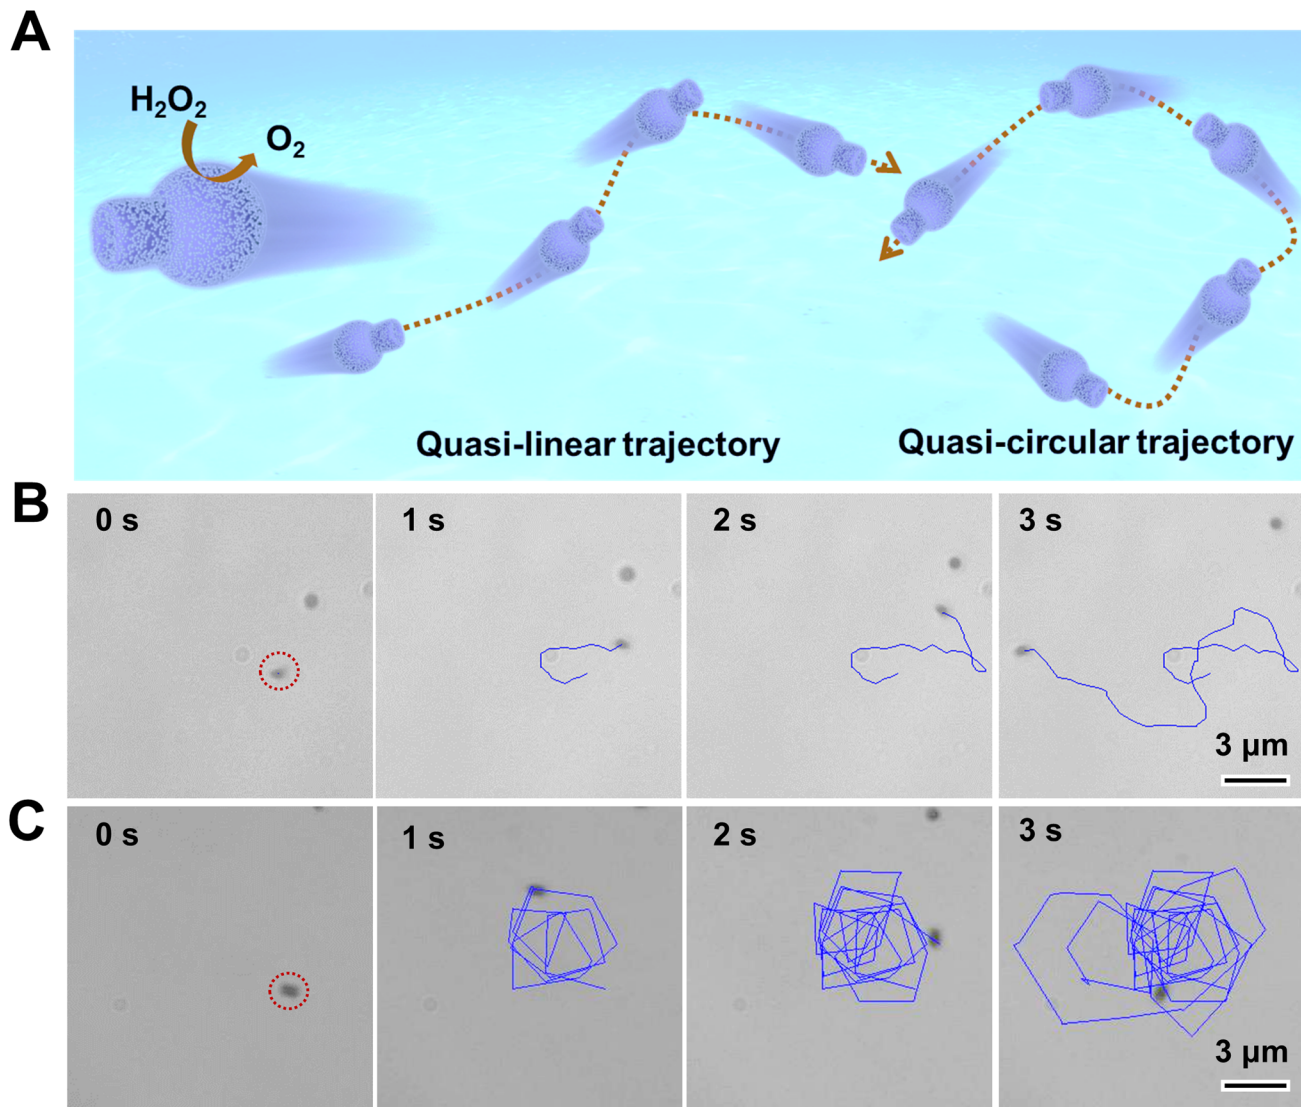 A
H₂O₂
O₂
Quasi-linear trajectory
Quasi-circular trajectory
B
0 s
1 s
2 s
3 s
3 µm
C
0 s
1 s
2 s
3 s
3 µm